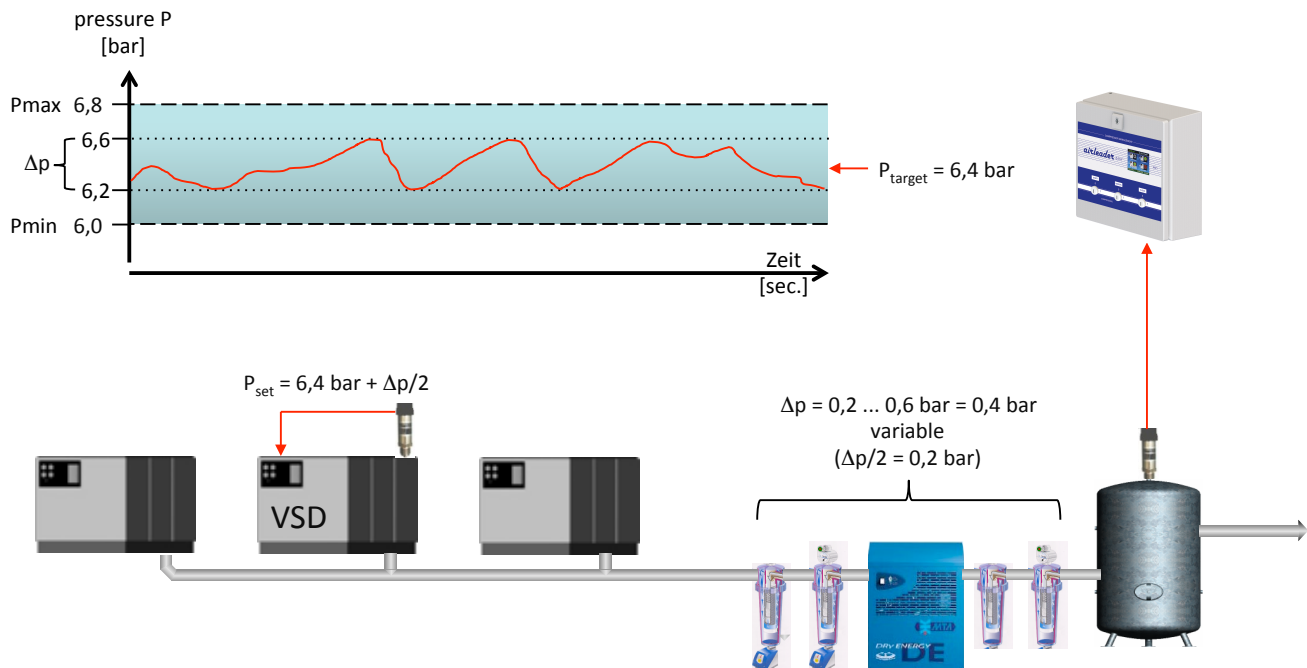 pressure P
[bar]
Pmax 6,8
6,6
Δp
6,2
Pmin 6,0
Zeit
[sec.]
P_target = 6,4 bar
airleader
P_set = 6,4 bar + Δp/2
VSD
Δp = 0,2 ... 0,6 bar = 0,4 bar
variable
(Δp/2 = 0,2 bar)
DRY ENERGY
DE